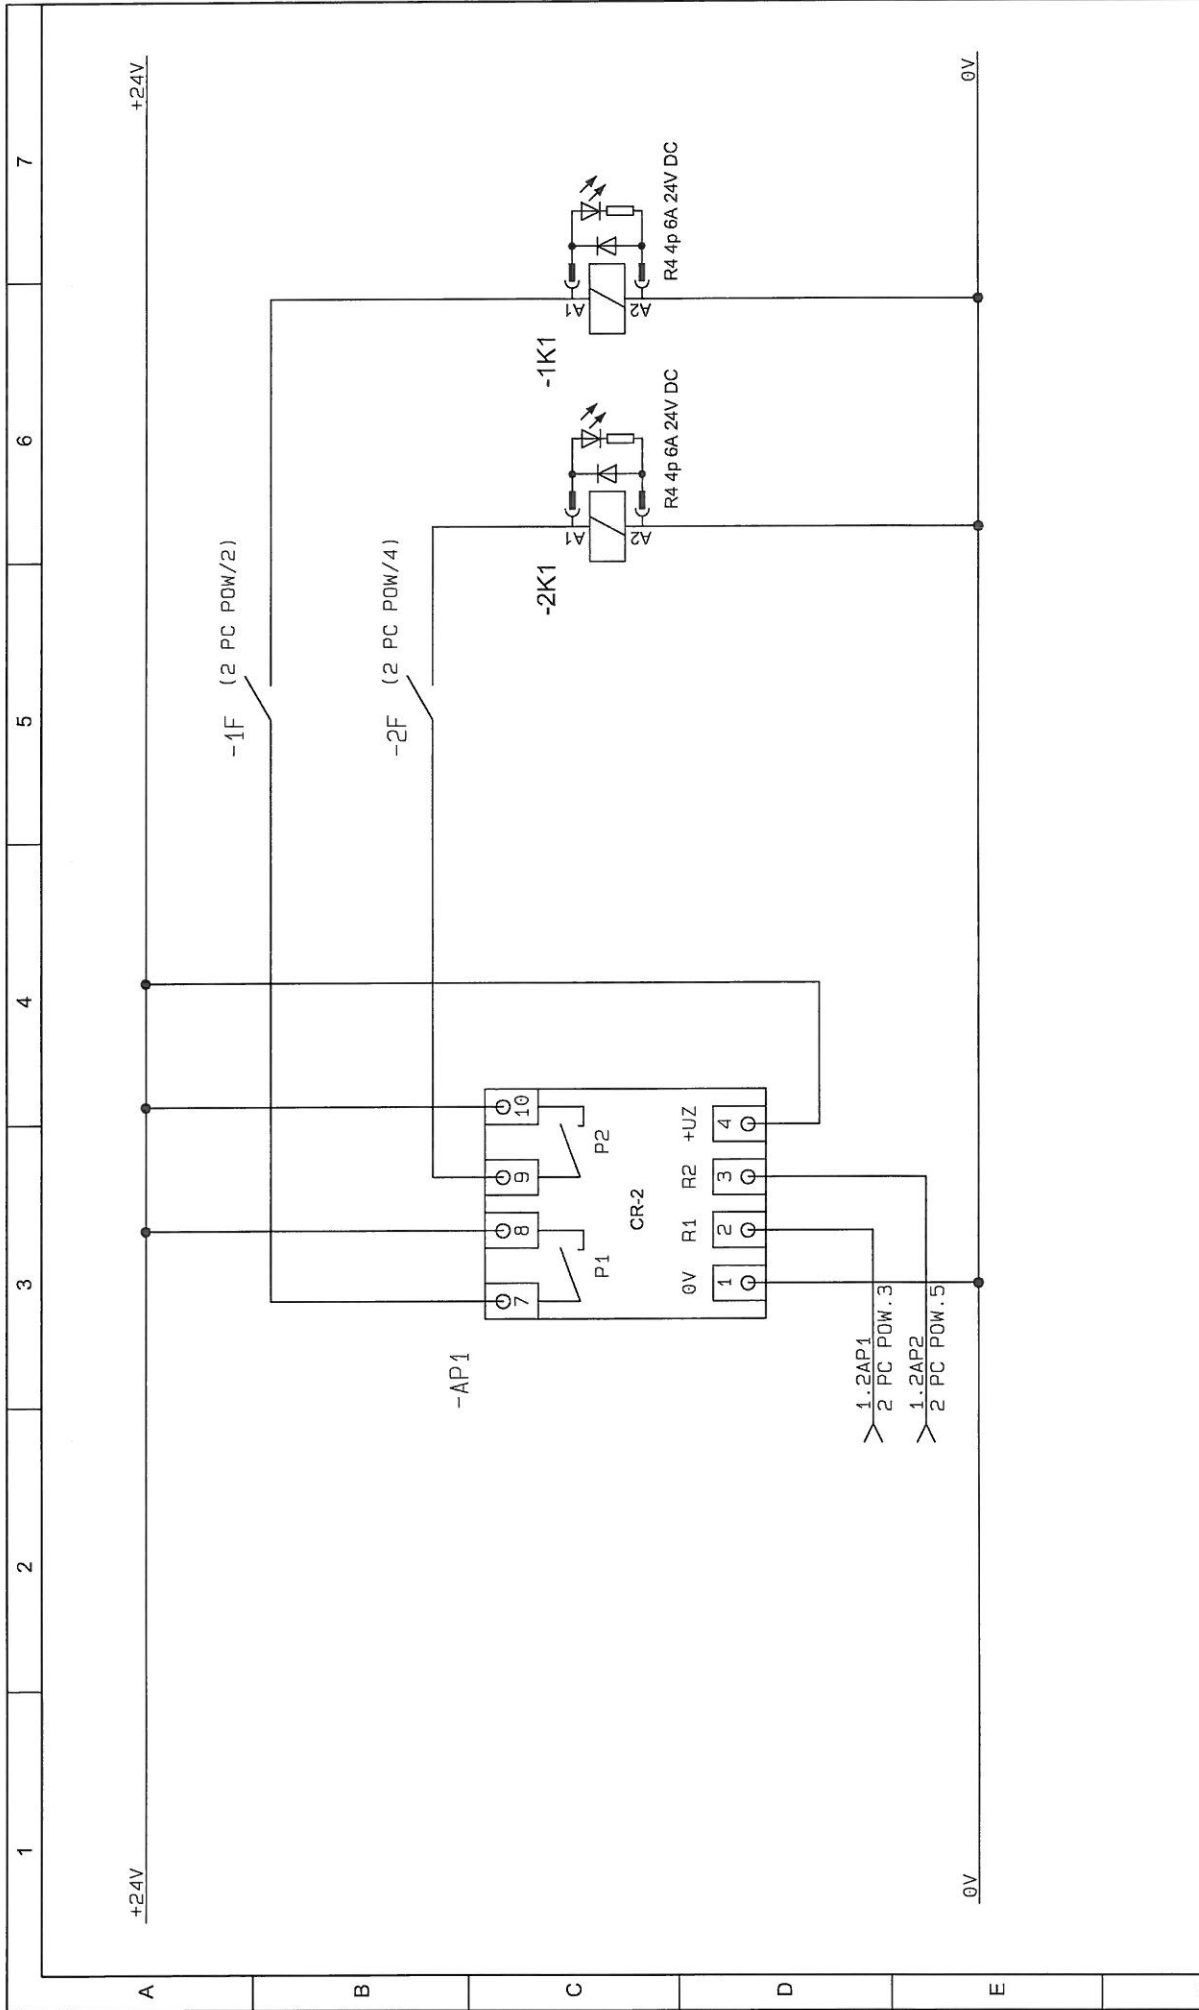 1 2 3 4 5 6 7
A
B
C
D
E
+24V +24V
-1F (2 PC POW/2)
-2F (2 PC POW/4)
-AP1
7 8 9 10
P1 P2
CR-2
0V R1 R2 +UZ
1 2 3 4
1.2AP1
2 PC POW.3
1.2AP2
2 PC POW.5
-2K1
A1
A2
R4 4p 6A 24V DC
-1K1
A1
A2
R4 4p 6A 24V DC
0V 0V